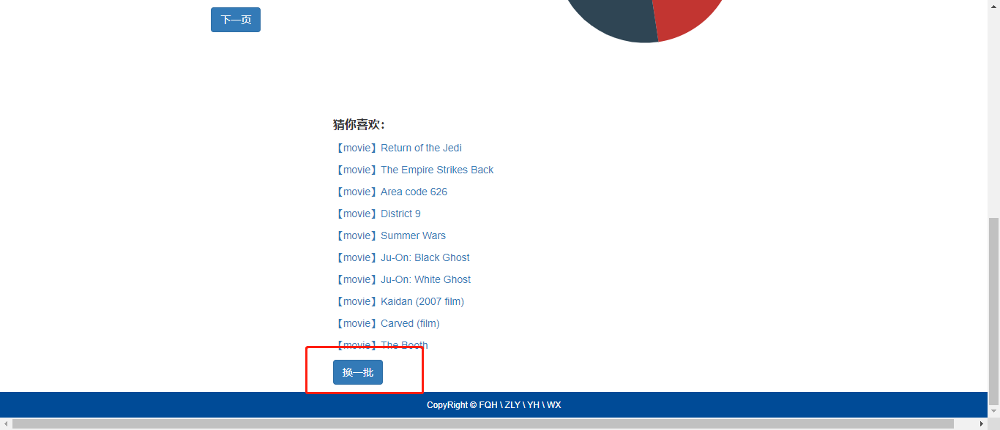 下一页
猜你喜欢：
【movie】Return of the Jedi
【movie】The Empire Strikes Back
【movie】Area code 626
【movie】District 9
【movie】Summer Wars
【movie】Ju-On: Black Ghost
【movie】Ju-On: White Ghost
【movie】Kaidan (2007 film)
【movie】Carved (film)
【movie】The Booth
换一批
CopyRight © FQH \ ZLY \ YH \ WX